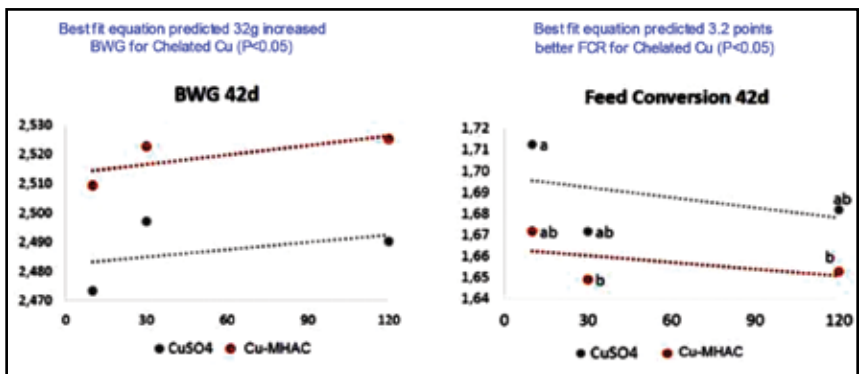 Best fit equation predicted 32g increased
BWG for Chelated Cu (P<0.05)
BWG 42d
2,530
2,520
2,510
2,500
2,490
2,480
2,470
0 30 60 90 120
CuSO4 Cu-MHAC
Best fit equation predicted 3.2 points
better FCR for Chelated Cu (P<0.05)
Feed Conversion 42d
1,72
1,71
1,70
1,69
1,68
1,67
1,66
1,65
1,64
a
ab
ab
ab
b
b
0 30 60 90 120
CuSO4 Cu-MHAC